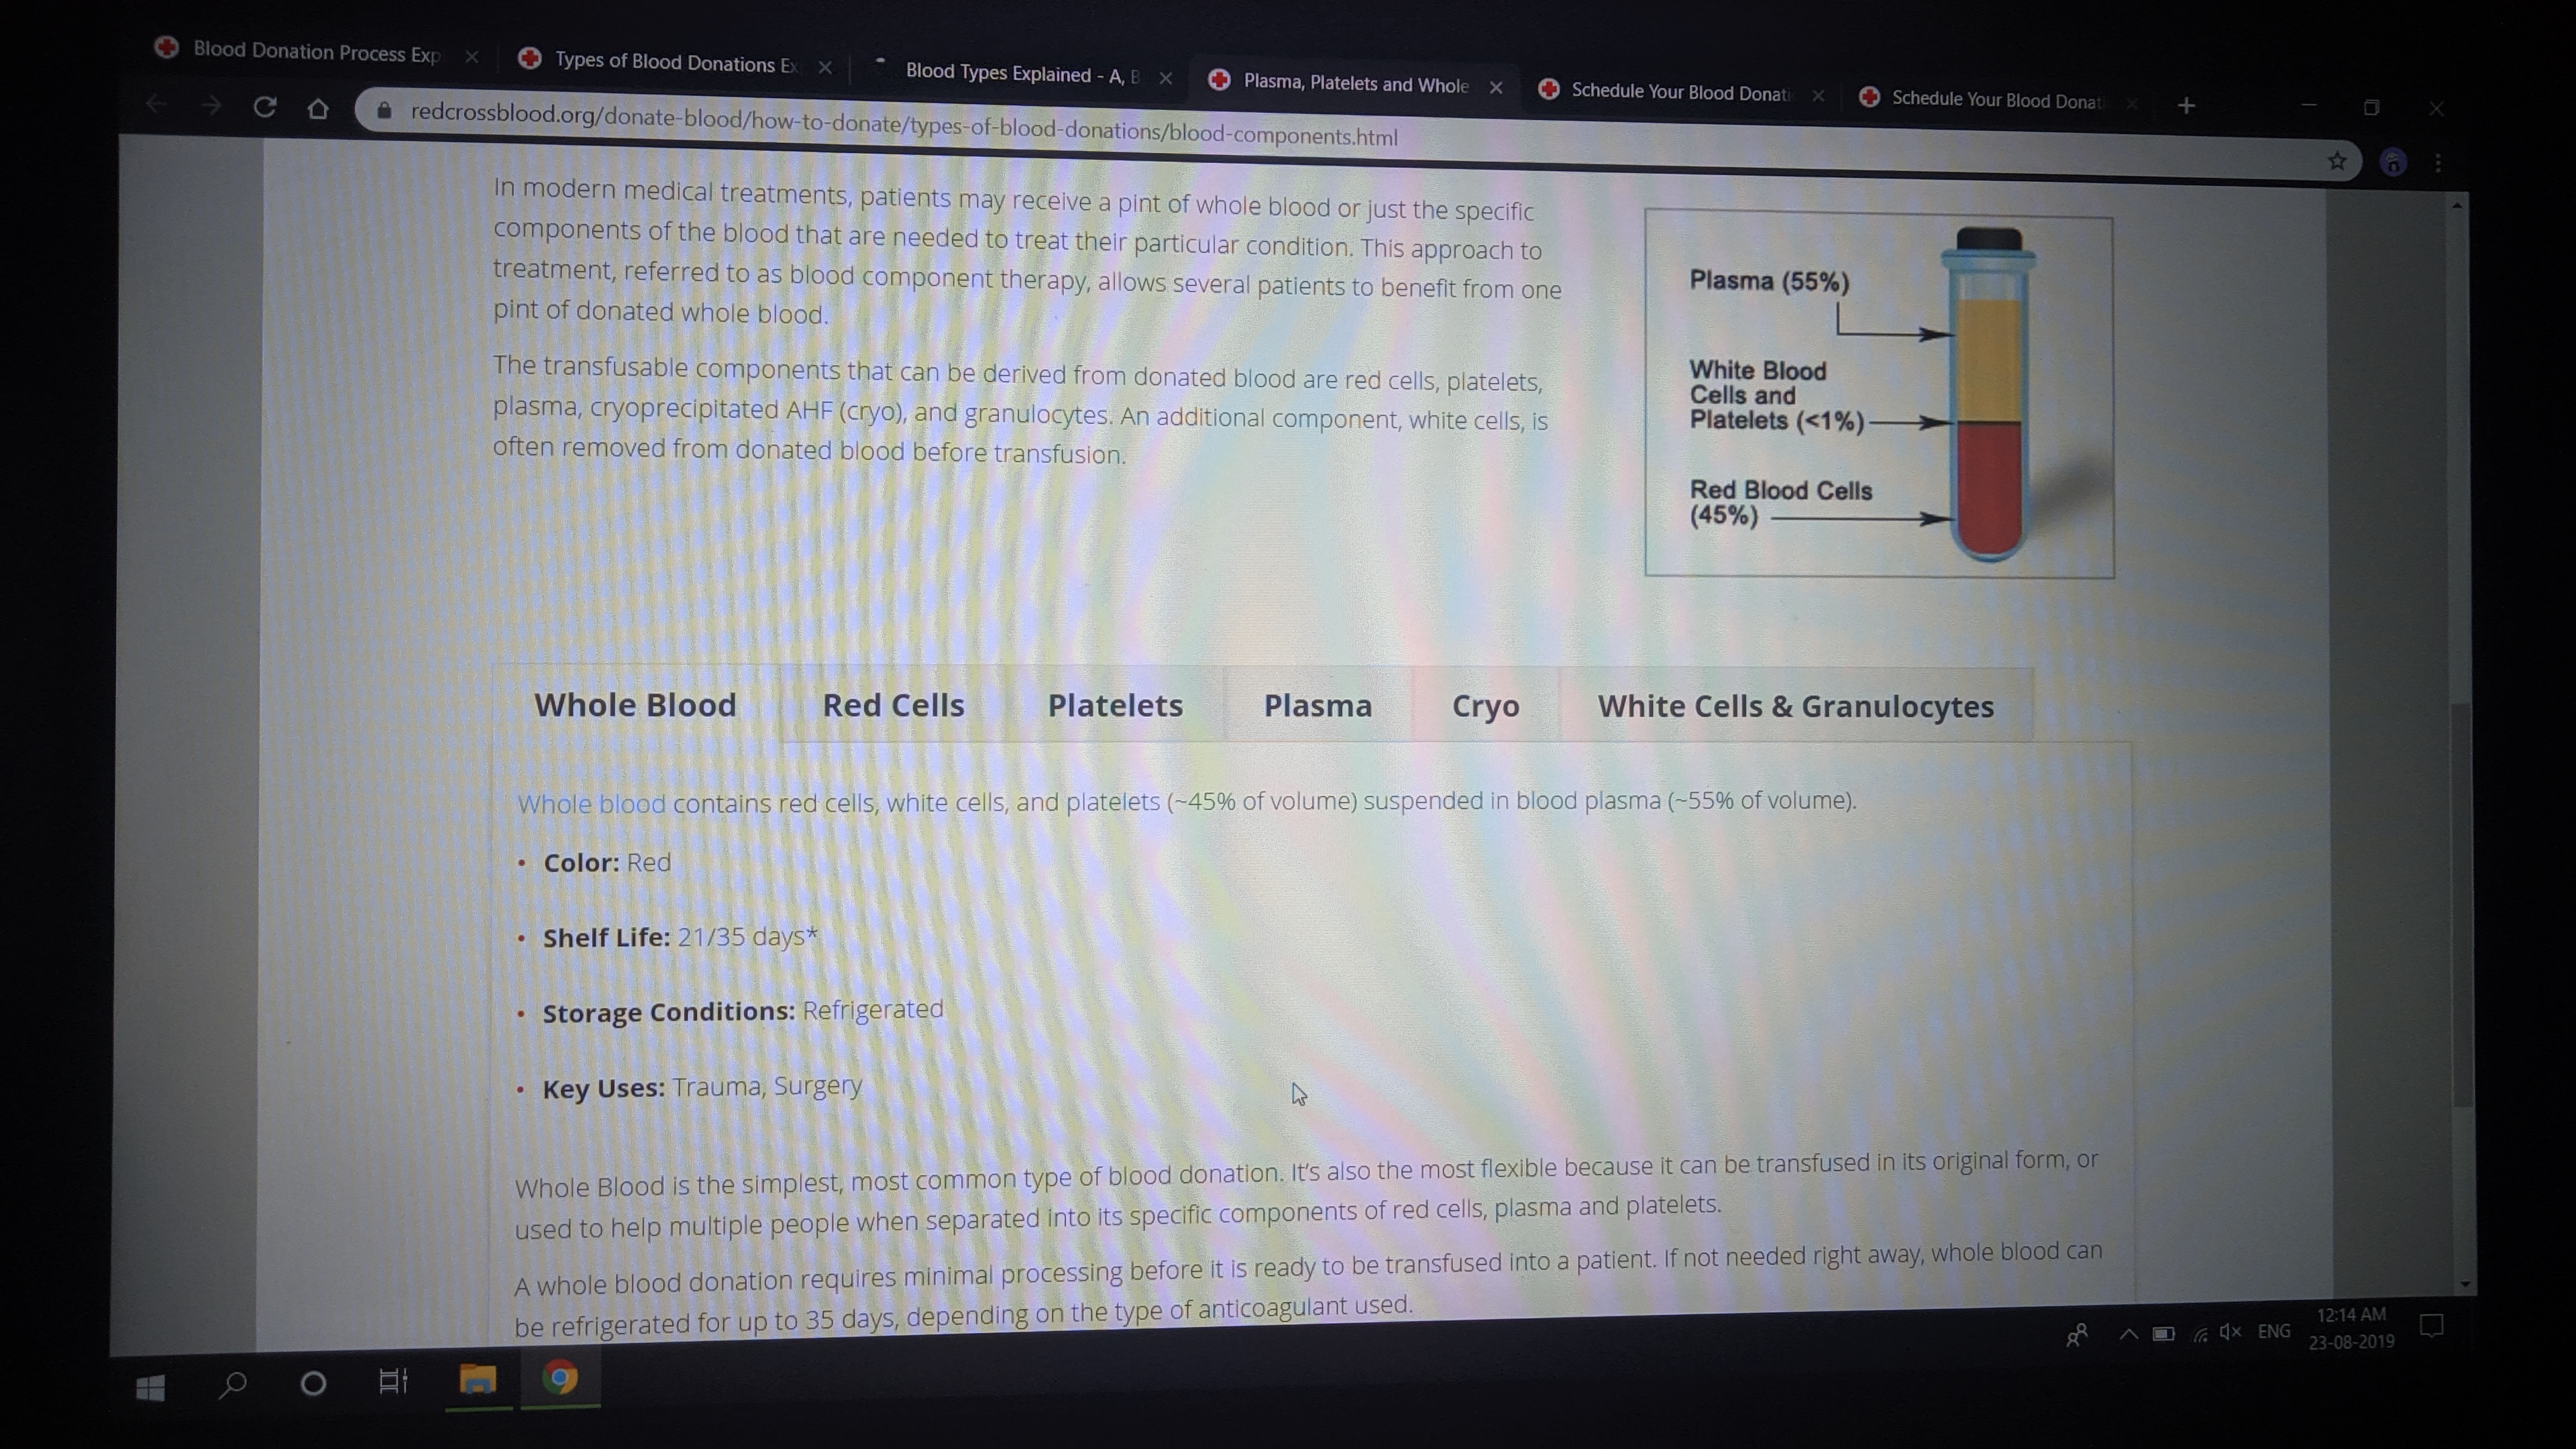 Blood Donation Process Exp
Types of Blood Donations Ex
Blood Types Explained - A, B
Plasma, Platelets and Whole
Schedule Your Blood Donati
Schedule Your Blood Donat
redcrossblood.org/donate-blood/how-to-donate/types-of-blood-donations/blood-components.html
In modern medical treatments, patients may receive a pint of whole blood or just the specific
components of the blood that are needed to treat their particular condition. This approach to
treatment, referred to as blood component therapy, allows several patients to benefit from one
pint of donated whole blood.
The transfusable components that can be derived from donated blood are red cells, platelets,
plasma, cryoprecipitated AHF (cryo), and granulocytes. An additional component, white cells, is
often removed from donated blood before transfusion.
Plasma (55%)
White Blood
Cells and
Platelets (<1%)
Red Blood Cells
(45%)
Whole Blood
Red Cells
Platelets
Plasma
Cryo
White Cells & Granulocytes
Whole blood contains red cells, white cells, and platelets (~45% of volume) suspended in blood plasma (~55% of volume).
• Color: Red
• Shelf Life: 21/35 days*
• Storage Conditions: Refrigerated
• Key Uses: Trauma, Surgery
Whole Blood is the simplest, most common type of blood donation. It's also the most flexible because it can be transfused in its original form, or
used to help multiple people when separated into its specific components of red cells, plasma and platelets.
A whole blood donation requires minimal processing before it is ready to be transfused into a patient. If not needed right away, whole blood can
be refrigerated for up to 35 days, depending on the type of anticoagulant used.
ENG
12:14 AM
23-08-2019